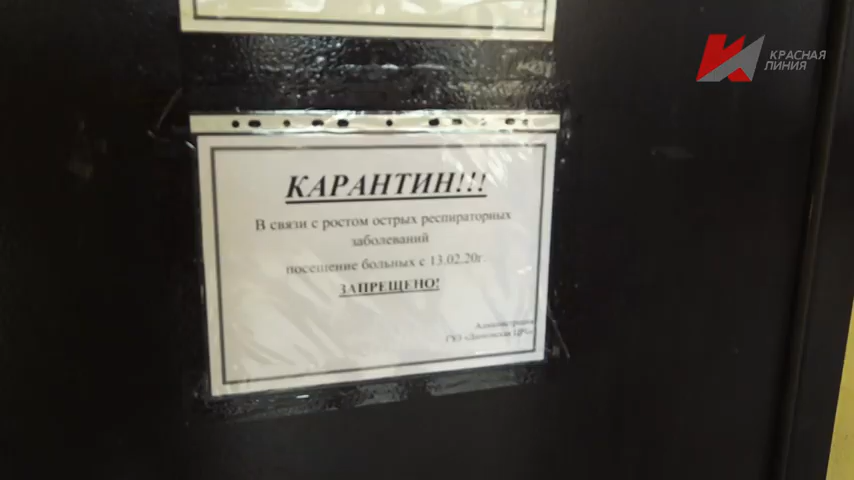 КРАСНАЯ
ЛИНИЯ
КАРАНТИН!!!
В связи с ростом острых респираторных
заболеваний
посещение больных с 13.02.20г.
ЗАПРЕЩЕНО!
Администрация